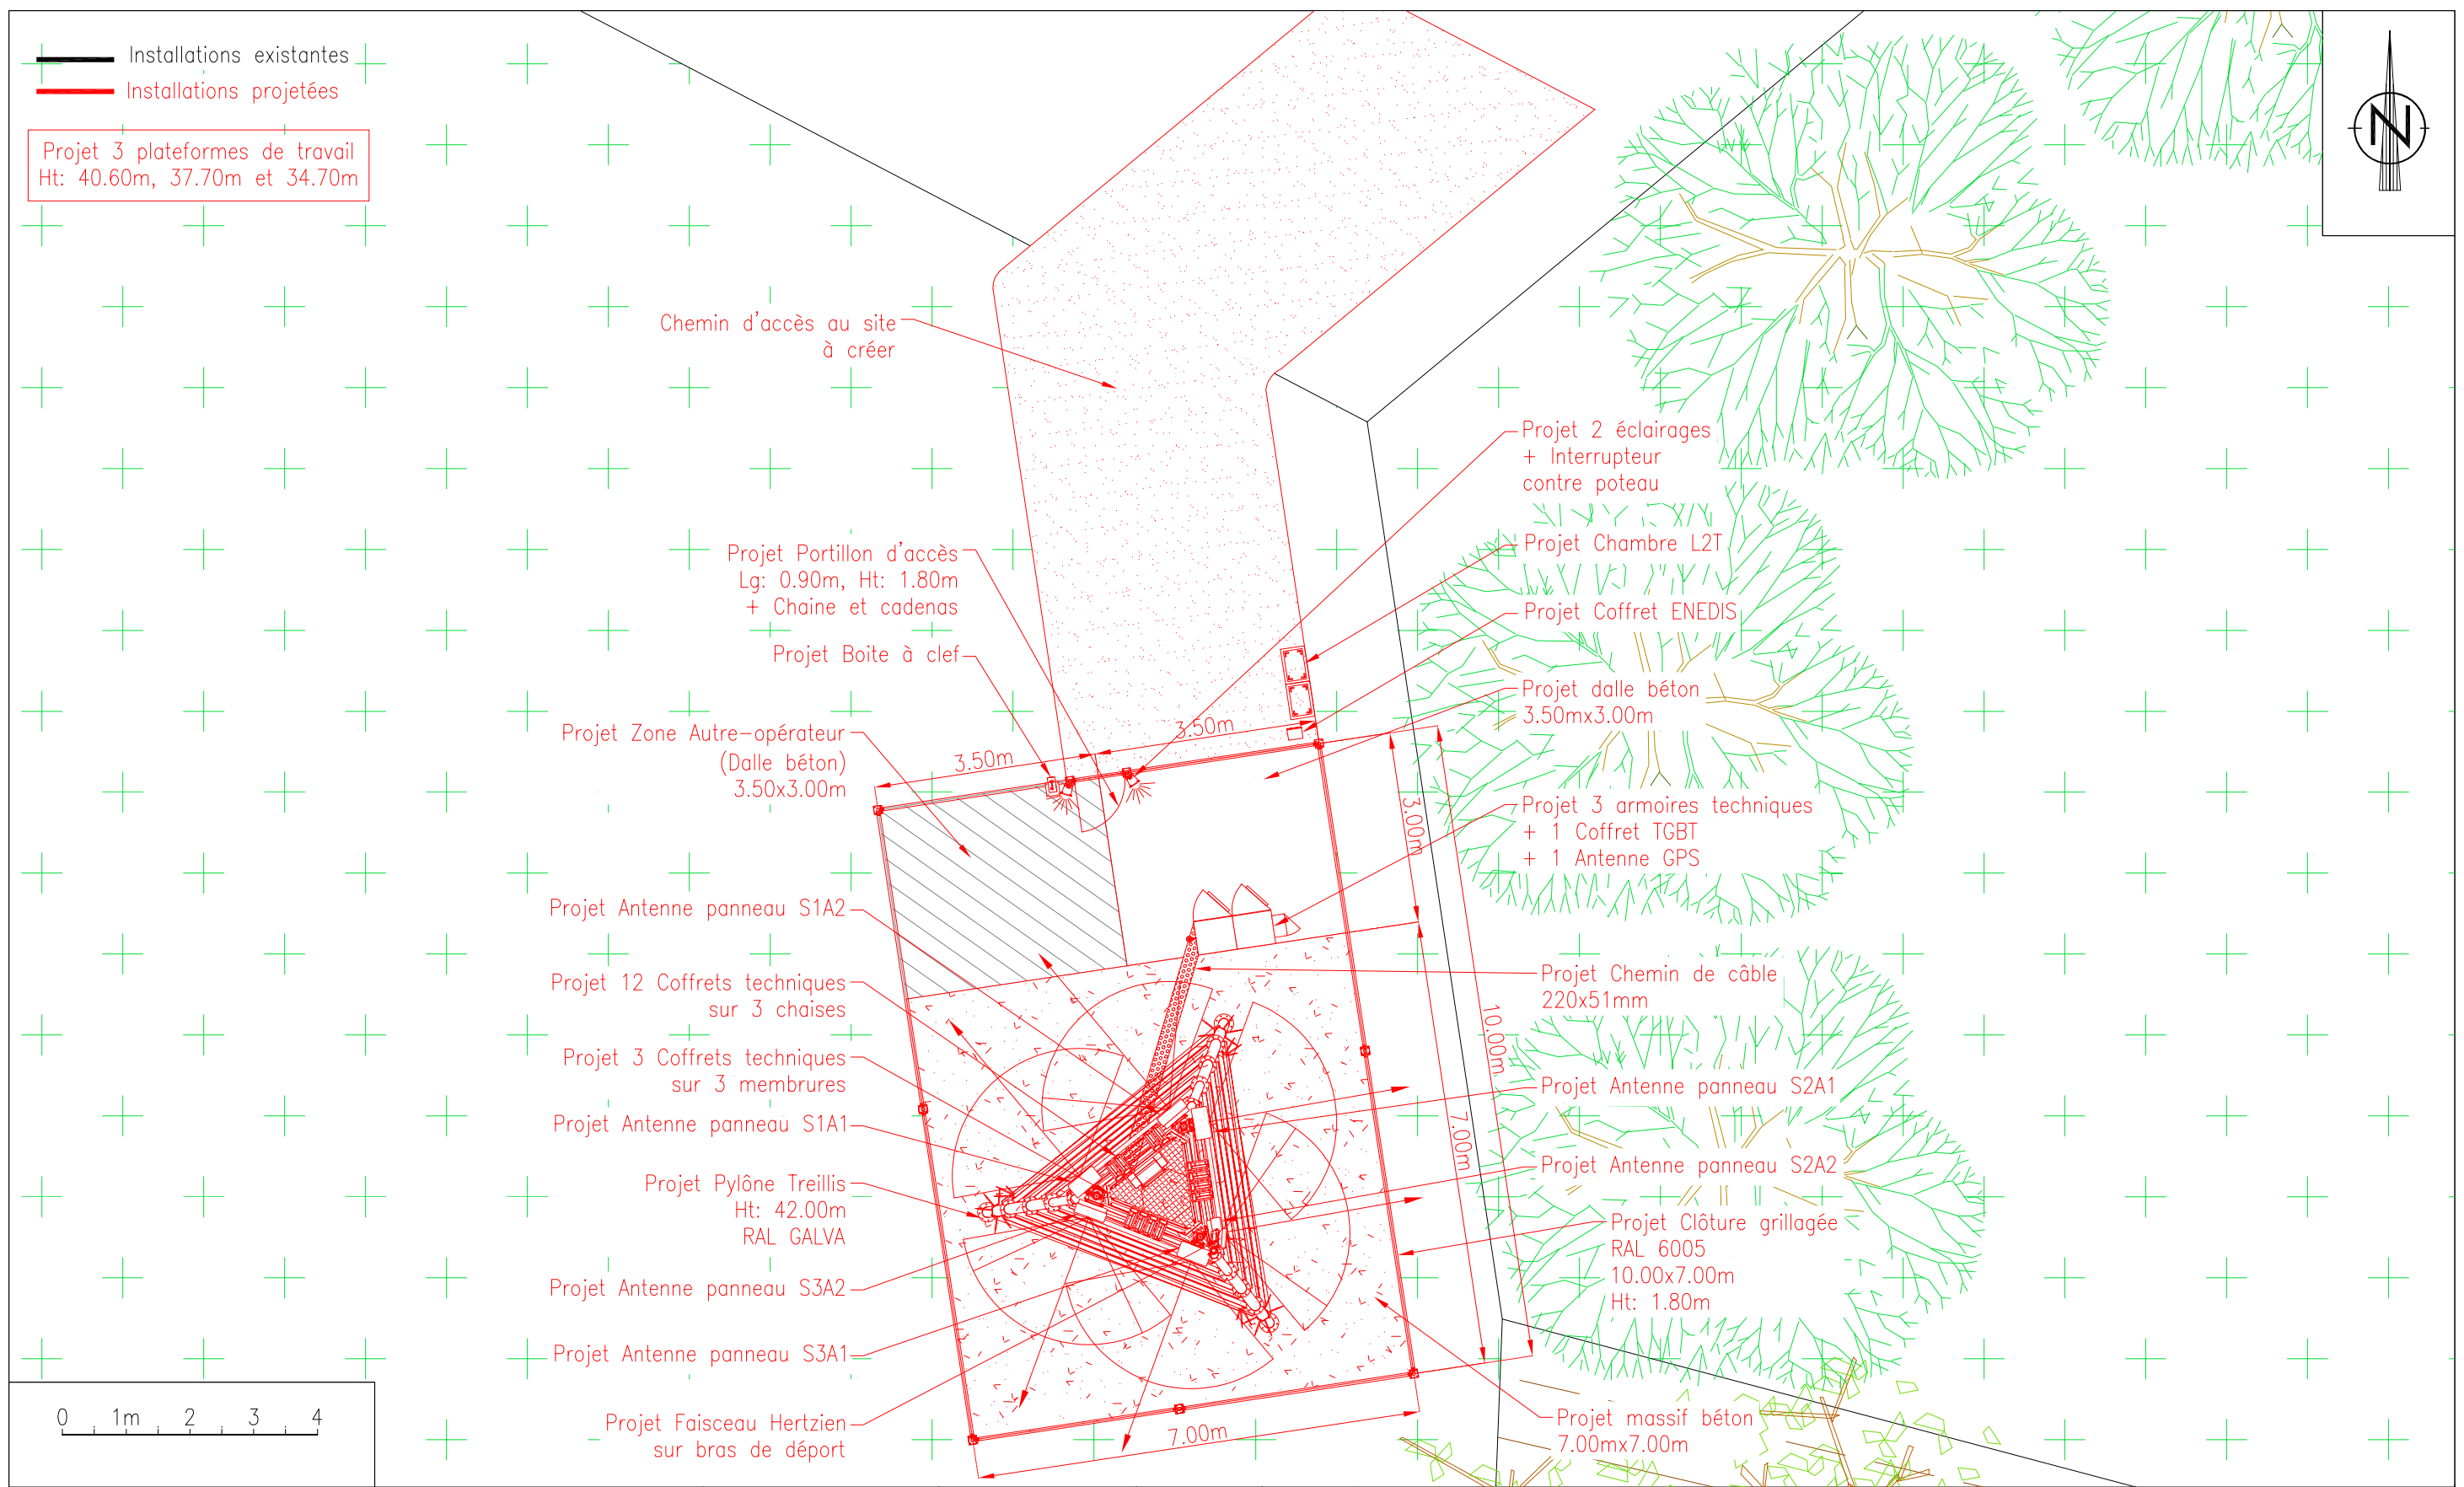 Installations existantes
Installations projetées
Projet 3 plateformes de travail
Ht: 40.60m, 37.70m et 34.70m
N
Chemin d'accès au site
à créer
Projet 2 éclairages
+ Interrupteur
contre poteau
Projet Chambre L2T
Projet Portillon d'accès
Lg: 0.90m, Ht: 1.80m
+ Chaine et cadenas
Projet Coffret ENEDIS
Projet Boite à clef
Projet dalle béton
3.50mx3.00m
Projet Zone Autre-opérateur
(Dalle béton)
3.50x3.00m
3.50m
3.50m
3.00m
Projet 3 armoires techniques
+ 1 Coffret TGBT
+ 1 Antenne GPS
Projet Antenne panneau S1A2
Projet Chemin de câble
220x51mm
Projet 12 Coffrets techniques
sur 3 chaises
10.00m
Projet 3 Coffrets techniques
sur 3 membrures
Projet Antenne panneau S2A1
Projet Antenne panneau S1A1
7.00m
Projet Antenne panneau S2A2
Projet Pylône Treillis
Ht: 42.00m
RAL GALVA
Projet Clôture grillagée
RAL 6005
10.00x7.00m
Ht: 1.80m
Projet Antenne panneau S3A2
Projet Antenne panneau S3A1
Projet Faisceau Hertzien
sur bras de déport
7.00m
Projet massif béton
7.00mx7.00m
0 1m 2 3 4